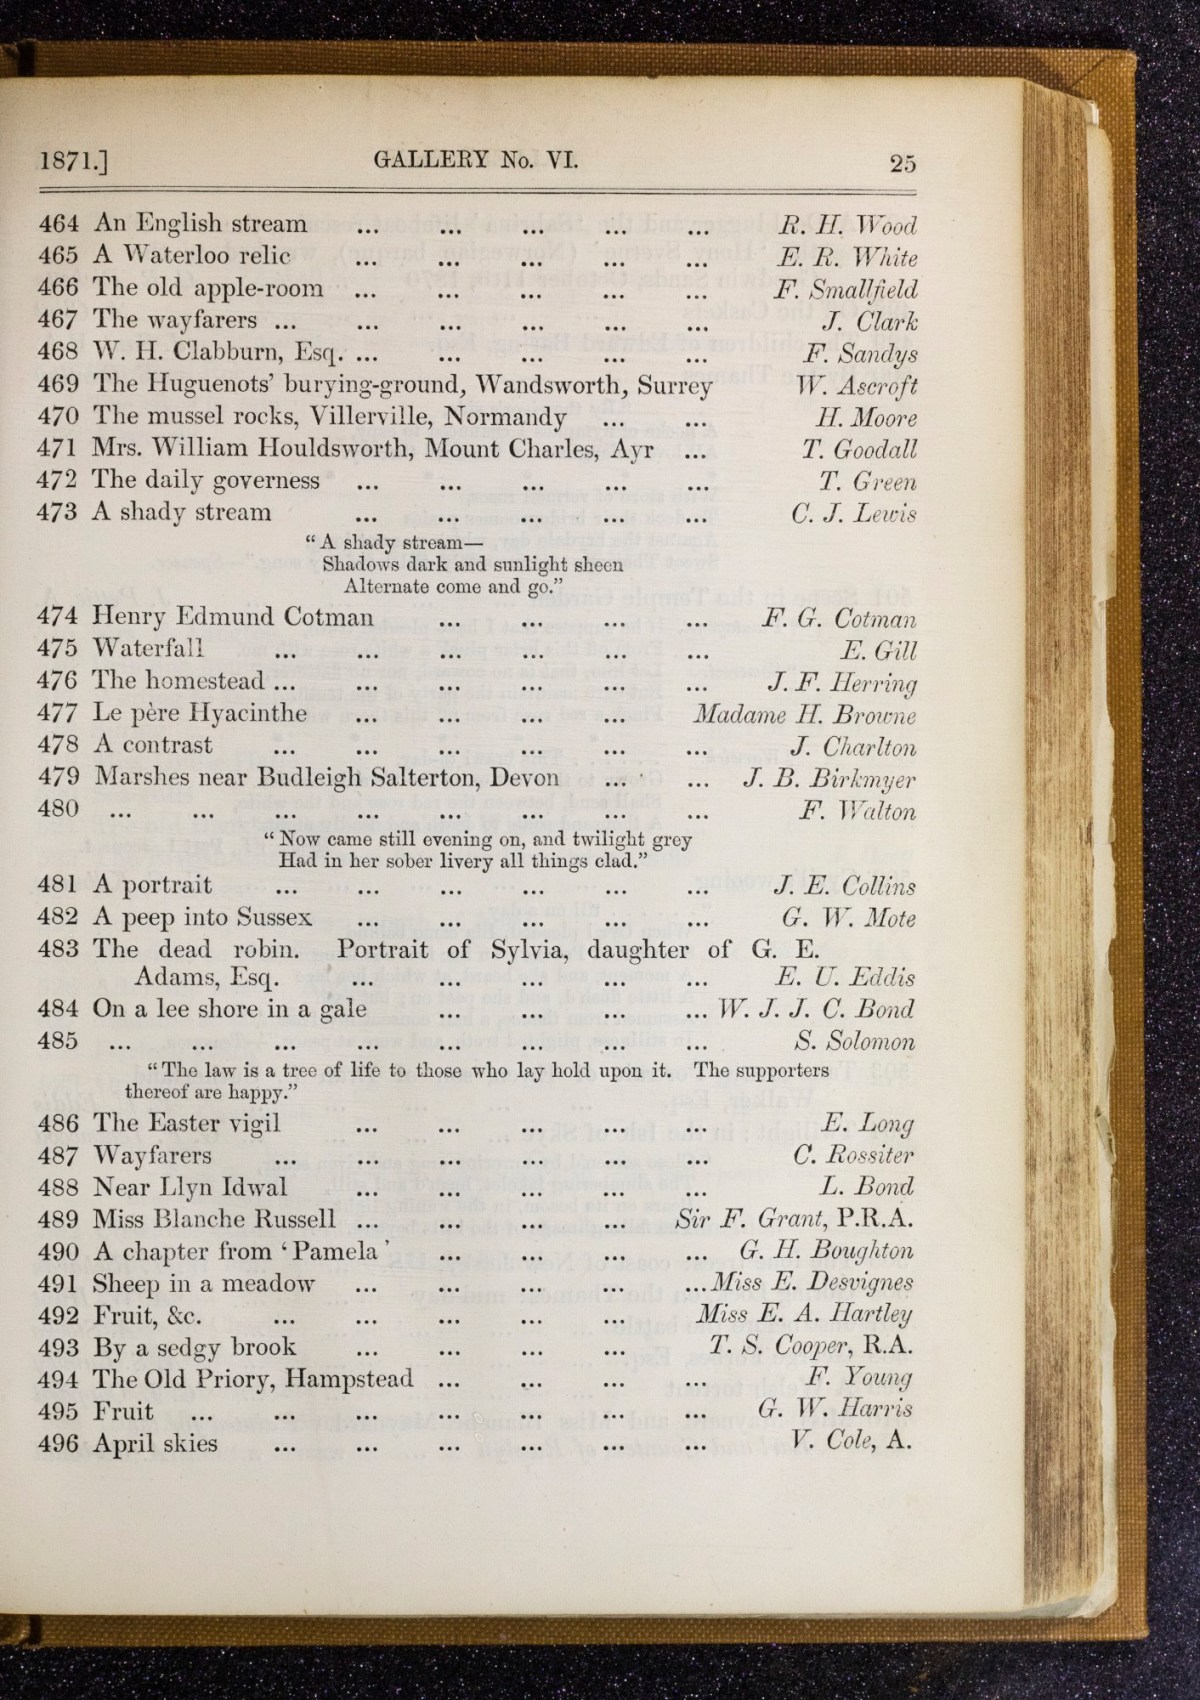 1871.] GALLERY No. VI. 25
464 An English stream ... ... ... ... ... R. H. Wood
465 A Waterloo relic ... ... ... ... ... E. R. White
466 The old apple-room ... ... ... ... ... F. Smallfield
467 The wayfarers ... ... ... ... ... ... J. Clark
468 W. H. Clabburn, Esq. ... ... ... ... ... F. Sandys
469 The Huguenots' burying-ground, Wandsworth, Surrey W. Ascroft
470 The mussel rocks, Villerville, Normandy ... ... H. Moore
471 Mrs. William Houldsworth, Mount Charles, Ayr ... T. Goodall
472 The daily governess ... ... ... ... ... T. Green
473 A shady stream ... ... ... ... ... C. J. Lewis
“A shady stream—
Shadows dark and sunlight sheen
Alternate come and go.”
474 Henry Edmund Cotman ... ... ... ... F. G. Cotman
475 Waterfall ... ... ... ... ... ... E. Gill
476 The homestead ... ... ... ... ... ... J. F. Herring
477 Le père Hyacinthe ... ... ... ... Madame H. Browne
478 A contrast ... ... ... ... ... ... J. Charlton
479 Marshes near Budleigh Salterton, Devon ... ... J. B. Birkmyer
480 ... ... ... ... ... ... ... ... F. Walton
“Now came still evening on, and twilight grey
Had in her sober livery all things clad.”
481 A portrait ... ... ... ... ... ... J. E. Collins
482 A peep into Sussex ... ... ... ... ... G. W. Mote
483 The dead robin. Portrait of Sylvia, daughter of G. E.
Adams, Esq. ... ... ... ... ... E. U. Eddis
484 On a lee shore in a gale ... ... ... ... W. J. J. C. Bond
485 ... ... ... ... ... ... ... ... S. Solomon
“The law is a tree of life to those who lay hold upon it. The supporters
thereof are happy.”
486 The Easter vigil ... ... ... ... ... E. Long
487 Wayfarers ... ... ... ... ... ... C. Rossiter
488 Near Llyn Idwal ... ... ... ... ... L. Bond
489 Miss Blanche Russell ... ... ... ... Sir F. Grant, P.R.A.
490 A chapter from ‘Pamela’ ... ... ... ... G. H. Boughton
491 Sheep in a meadow ... ... ... ... ... Miss E. Desvignes
492 Fruit, &c. ... ... ... ... ... Miss E. A. Hartley
493 By a sedgy brook ... ... ... ... T. S. Cooper, R.A.
494 The Old Priory, Hampstead ... ... ... ... F. Young
495 Fruit ... ... ... ... ... ... ... G. W. Harris
496 April skies ... ... ... ... ... ... V. Cole, A.